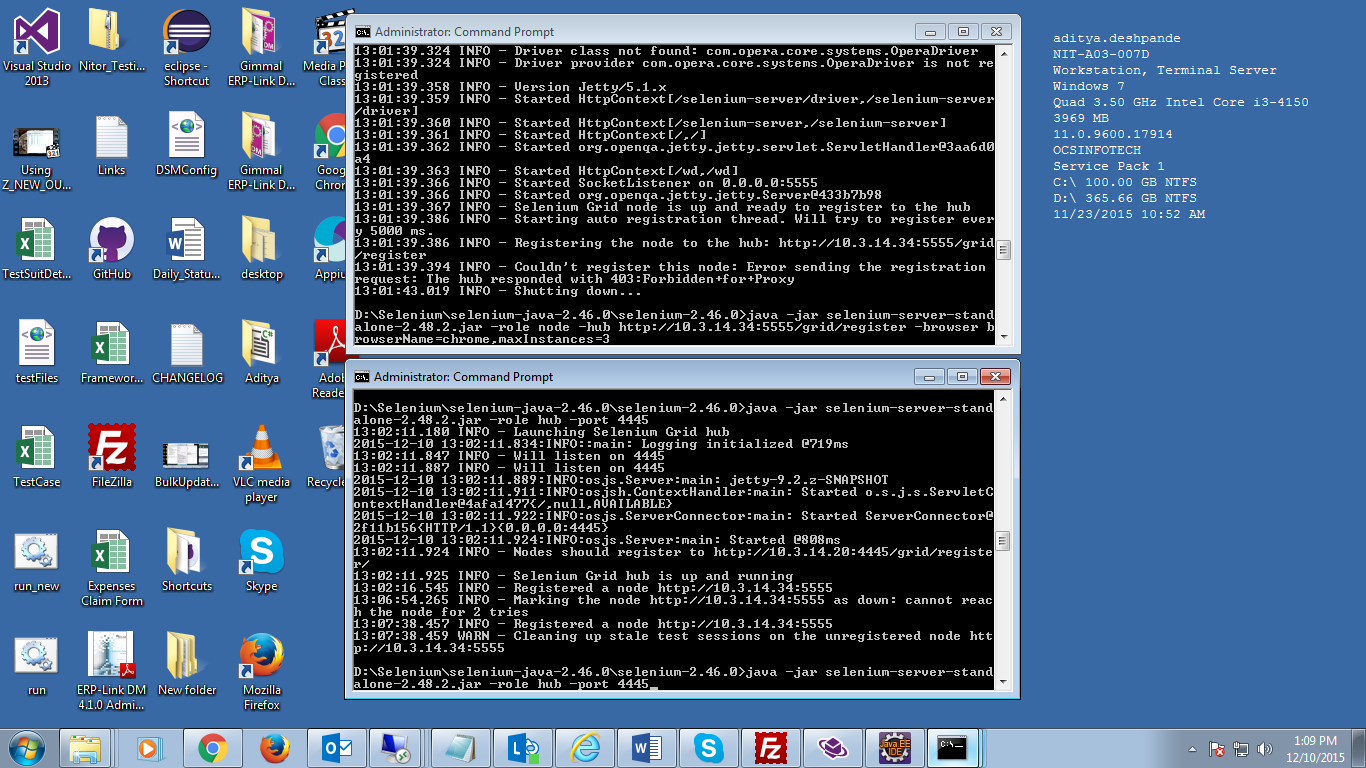 Visual Studio 2013
Nitor_Testi...
eclipse - Shortcut
Gimmal ERP-Link D...
Media P
Class
Using Z_NEW_OU...
Links
DSMConfig
Gimmal ERP-Link D...
Goog
Chron
TestSuitDet...
GitHub
Daily_Statu...
desktop
Appiu
testFiles
Framewor...
CHANGELOG
Aditya
Adob
Reade
TestCase
FileZilla
BulkUpdat...
VLC media player
Recycle
run_new
Expenses Claim Form
Shortcuts
Skype
run
ERP-Link DM 4.1.0 Admi...
New folder
Mozilla Firefox
Administrator: Command Prompt
13:01:39.324 INFO - Driver class not found: com.opera.core.systems.OperaDriver
13:01:39.324 INFO - Driver provider com.opera.core.systems.OperaDriver is not re
gistered
13:01:39.358 INFO - Version Jetty/5.1.x
13:01:39.359 INFO - Started HttpContext[/selenium-server/driver,/selenium-server
/driver]
13:01:39.360 INFO - Started HttpContext[/selenium-server,/selenium-server]
13:01:39.361 INFO - Started HttpContext[/,/]
13:01:39.362 INFO - Started org.openqa.jetty.jetty.servlet.ServletHandler@3aa6d0
a4
13:01:39.363 INFO - Started HttpContext[/wd,/wd]
13:01:39.366 INFO - Started SocketListener on 0.0.0.0:5555
13:01:39.366 INFO - Started org.openqa.jetty.jetty.Server@433b7b98
13:01:39.367 INFO - Selenium Grid node is up and ready to register to the hub
13:01:39.386 INFO - Starting auto registration thread. Will try to register ever
y 5000 ms.
13:01:39.386 INFO - Registering the node to the hub: http://10.3.14.34:5555/grid
/register
13:01:39.394 INFO - Couldn't register this node: Error sending the registration
request: The hub responded with 403:Forbidden+for+Proxy
13:01:43.019 INFO - Shutting down...
D:\Selenium\selenium-java-2.46.0\selenium-2.46.0>java -jar selenium-server-stand
alone-2.48.2.jar -role node -hub http://10.3.14.34:5555/grid/register -browser b
rowserName=chrome,maxInstances=3
Administrator: Command Prompt
D:\Selenium\selenium-java-2.46.0\selenium-2.46.0>java -jar selenium-server-stand
alone-2.48.2.jar -role hub -port 4445
13:02:11.180 INFO - Launching Selenium Grid hub
2015-12-10 13:02:11.834:INFO::main: Logging initialized @719ms
13:02:11.847 INFO - Will listen on 4445
13:02:11.887 INFO - Will listen on 4445
2015-12-10 13:02:11.889:INFO:osjs.Server:main: jetty-9.2.z-SNAPSHOT
2015-12-10 13:02:11.911:INFO:osjsh.ContextHandler:main: Started o.s.j.s.ServletC
ontextHandler@4afa1477{/,null,AVAILABLE}
2015-12-10 13:02:11.922:INFO:osjs.ServerConnector:main: Started ServerConnector@
2f11b156{HTTP/1.1}{0.0.0.0:4445}
2015-12-10 13:02:11.924:INFO:osjs.Server:main: Started @808ms
13:02:11.924 INFO - Nodes should register to http://10.3.14.20:4445/grid/registe
r/
13:02:11.925 INFO - Selenium Grid hub is up and running
13:02:16.545 INFO - Registered a node http://10.3.14.34:5555
13:06:54.265 INFO - Marking the node http://10.3.14.34:5555 as down: cannot reac
h the node for 2 tries
13:07:38.457 INFO - Registered a node http://10.3.14.34:5555
13:07:38.459 WARN - Cleaning up stale test sessions on the unregistered node htt
p://10.3.14.34:5555
D:\Selenium\selenium-java-2.46.0\selenium-2.46.0>java -jar selenium-server-stand
alone-2.48.2.jar -role hub -port 4445
aditya.deshpande
NIT-A03-007D
Workstation, Terminal Server
Windows 7
Quad 3.50 GHz Intel Core i3-4150
3969 MB
11.0.9600.17914
OCSINFOTECH
Service Pack 1
C:\ 100.00 GB NTFS
D:\ 365.66 GB NTFS
11/23/2015 10:52 AM
1:09 PM
12/10/2015